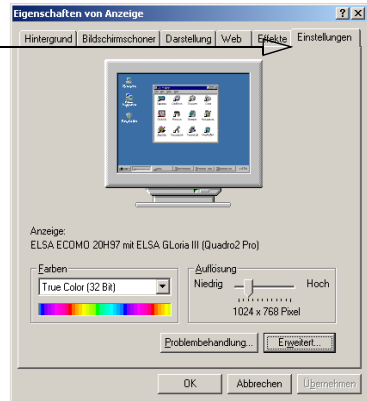 Eigenschaften von Anzeige
Hintergrund Bildschirmschoner Darstellung Web Effekte Einstellungen
Anzeige:
ELSA ECOMO 20H97 mit ELSA GLoria III (Quadro2 Pro)
Farben
True Color (32 Bit)
Auflösung
Niedrig Hoch
1024 x 768 Pixel
Problembehandlung... Erweitert...
OK Abbrechen Übernehmen